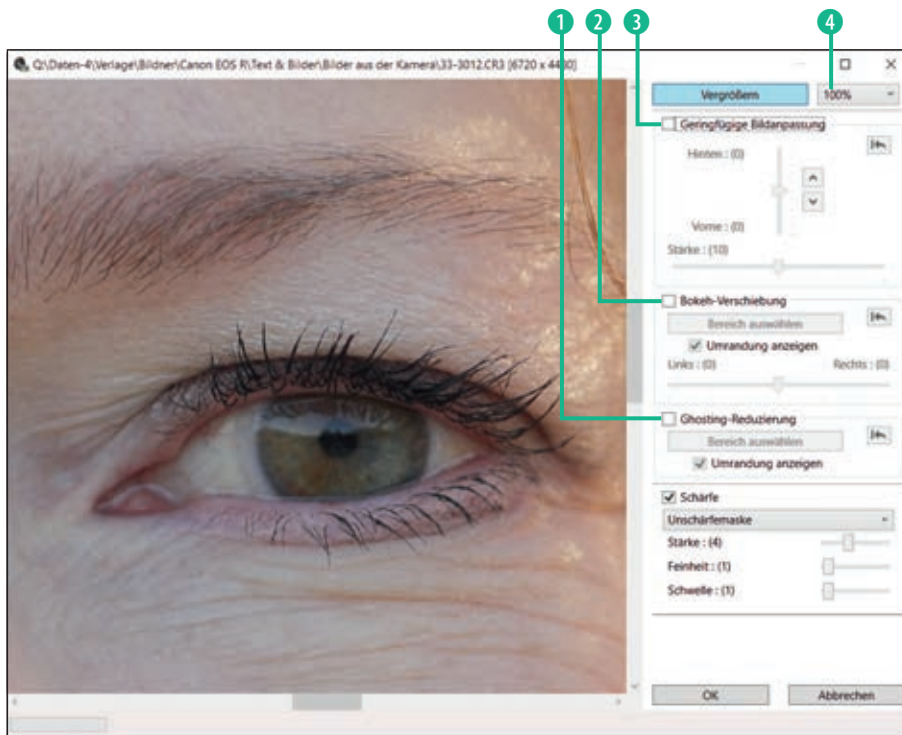 1 2 3 4
Q:\Daten-4\Verlage\Bildner\Canon EOS R\Text & Bilder\Bilder aus der Kamera\33-3012.CR3 [6720 x 4480]
Vergrößern 100%
Geringfügige Bildanpassung
Hinten : (0)
Vorne : (0)
Stärke : (10)
Bokeh-Verschiebung
Bereich auswählen
Umrandung anzeigen
Links : (0) Rechts : (0)
Ghosting-Reduzierung
Bereich auswählen
Umrandung anzeigen
Schärfe
Unschärfemaske
Stärke : (4)
Feinheit : (1)
Schwelle : (1)
OK Abbrechen